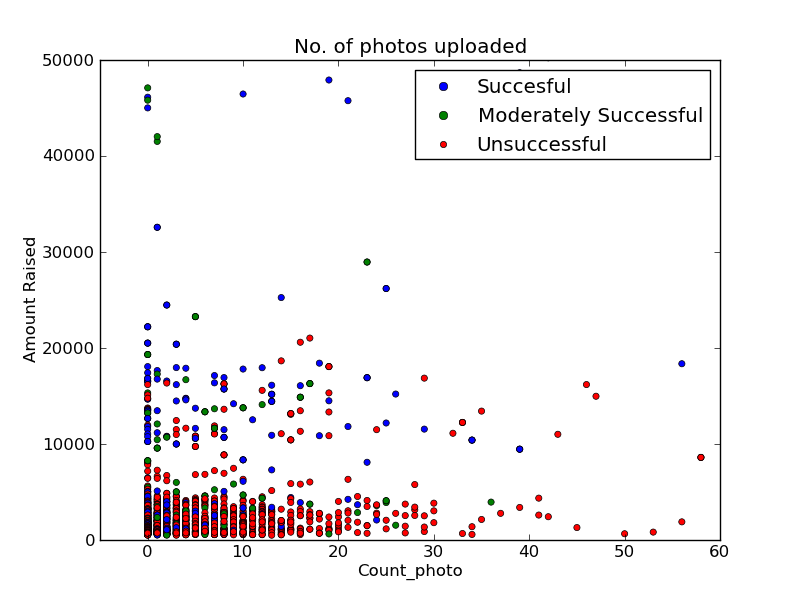 No. of photos uploaded
50000
40000
30000
20000
10000
0
Amount Raised
Succesful
Moderately Successful
Unsuccessful
0 10 20 30 40 50 60
Count_photo